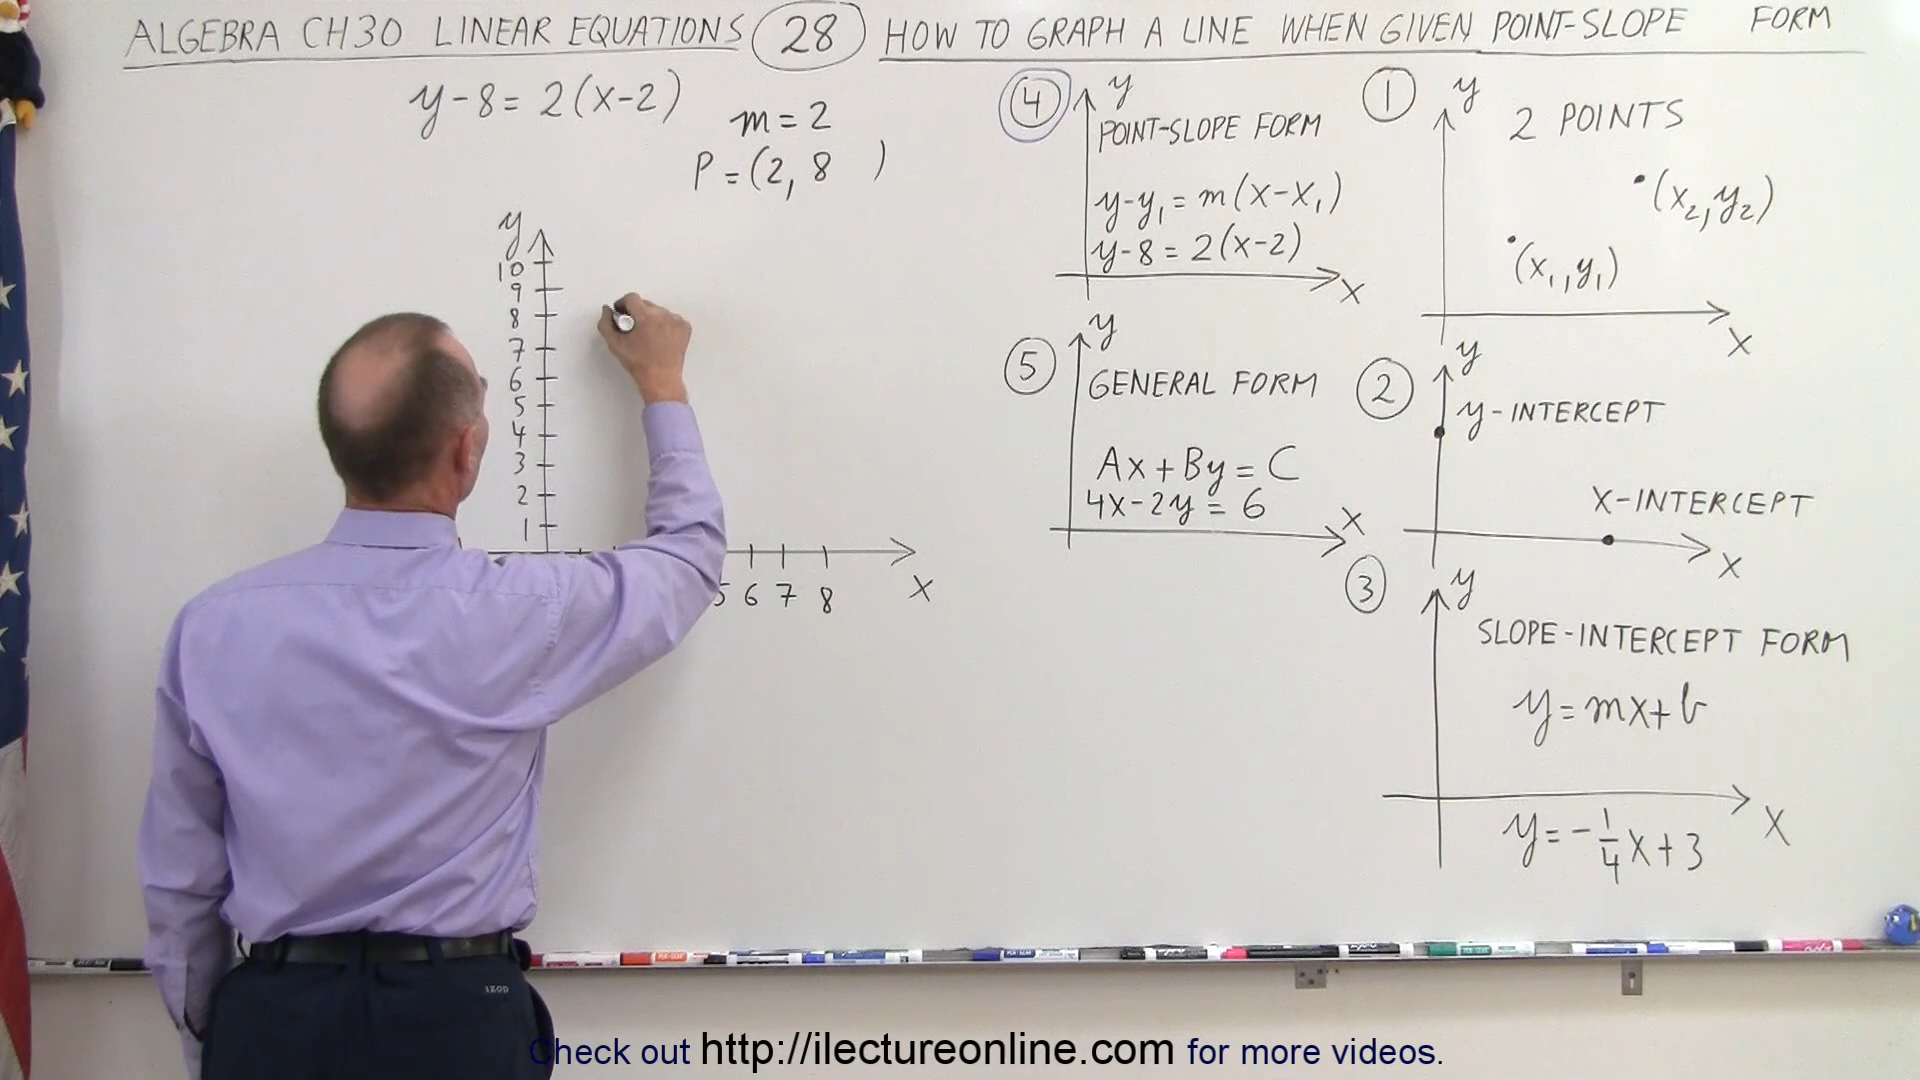 ALGEBRA CH30 LINEAR EQUATIONS 28 HOW TO GRAPH A LINE WHEN GIVEN POINT-SLOPE FORM
y-8=2(x-2)
m=2
P=(2,8 )
y
10
9
8
7
6
5
4
3
2
1
5 6 7 8
x
4
y
POINT-SLOPE FORM
y-y₁=m(x-x₁)
y-8=2(x-2)
x
1
y
2 POINTS
(x₂,y₂)
(x₁,y₁)
x
5
y
GENERAL FORM
Ax+By=C
4x-2y=6
x
2
y
y-INTERCEPT
X-INTERCEPT
x
3
y
SLOPE-INTERCEPT FORM
y=mx+b
x
y=-1/4x+3
IZOD
Check out http://ilectureonline.com for more videos.